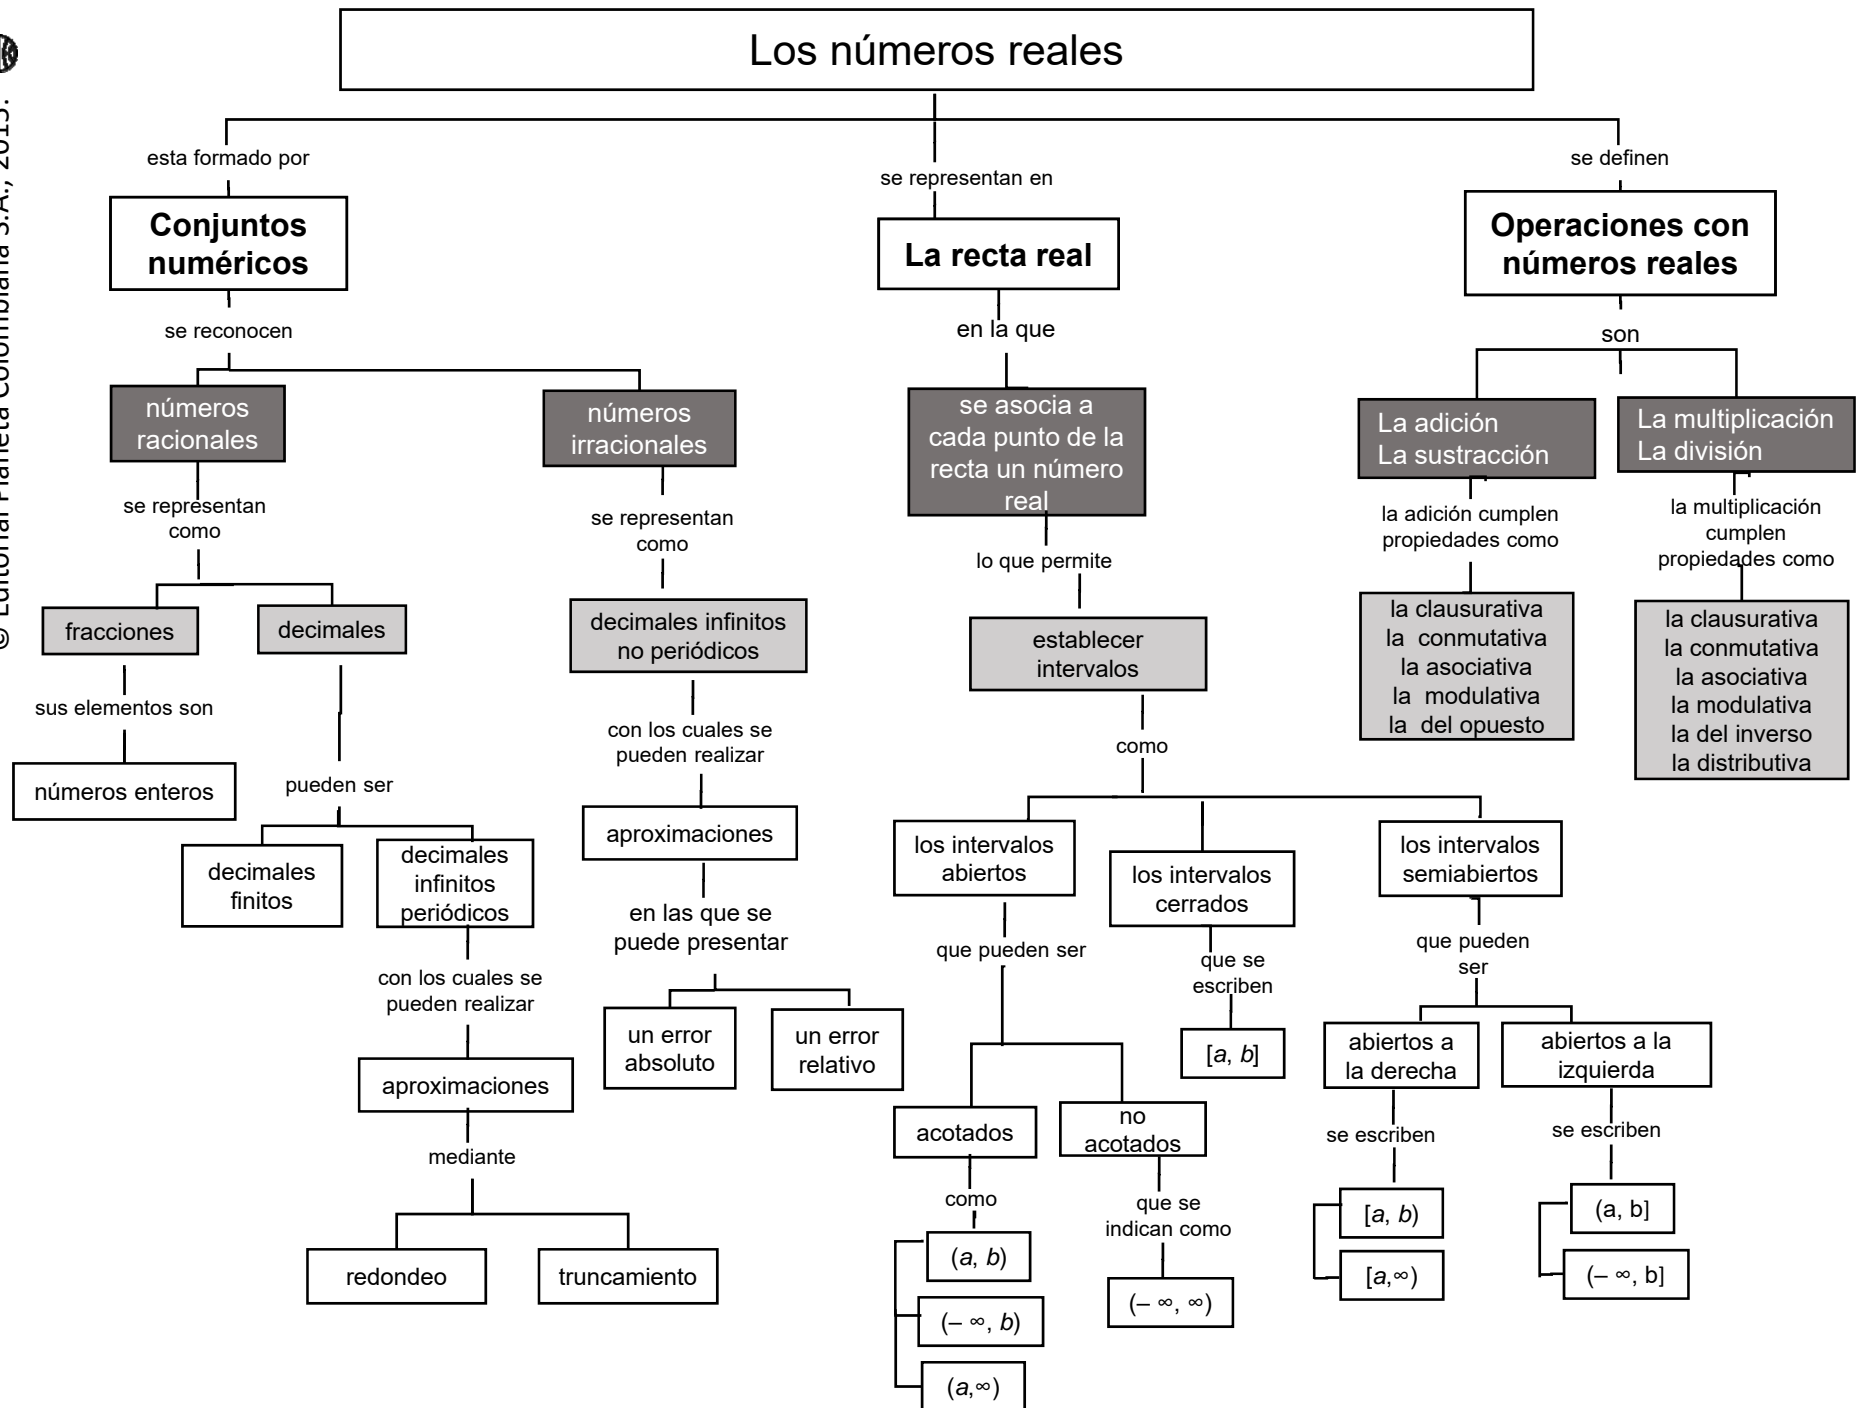 Los números reales
© Editorial Planeta Colombiana S.A., 2015.
esta formado por
se representan en
se definen
Conjuntos
numéricos
La recta real
Operaciones con
números reales
se reconocen
en la que
son
números
racionales
números
irracionales
se asocia a
cada punto de la
recta un número
real
La adición
La sustracción
La multiplicación
La división
se representan
como
se representan
como
lo que permite
la adición cumplen
propiedades como
la multiplicación
cumplen
propiedades como
fracciones
decimales
decimales infinitos
no periódicos
establecer
intervalos
la clausurativa
la conmutativa
la asociativa
la modulativa
la del opuesto
la clausurativa
la conmutativa
la asociativa
la modulativa
la del inverso
la distributiva
sus elementos son
números enteros
pueden ser
decimales
finitos
decimales
infinitos
periódicos
con los cuales se
pueden realizar
aproximaciones
mediante
redondeo
truncamiento
con los cuales se
pueden realizar
aproximaciones
en las que se
puede presentar
un error
absoluto
un error
relativo
como
los intervalos
abiertos
los intervalos
cerrados
los intervalos
semiabiertos
que pueden ser
que se
escriben
[a, b]
que pueden
ser
acotados
no
acotados
como
(a, b)
(– ∞, b)
(a,∞)
que se
indican como
(– ∞, ∞)
abiertos a
la derecha
abiertos a la
izquierda
se escriben
se escriben
[a, b)
[a,∞)
(a, b]
(– ∞, b]